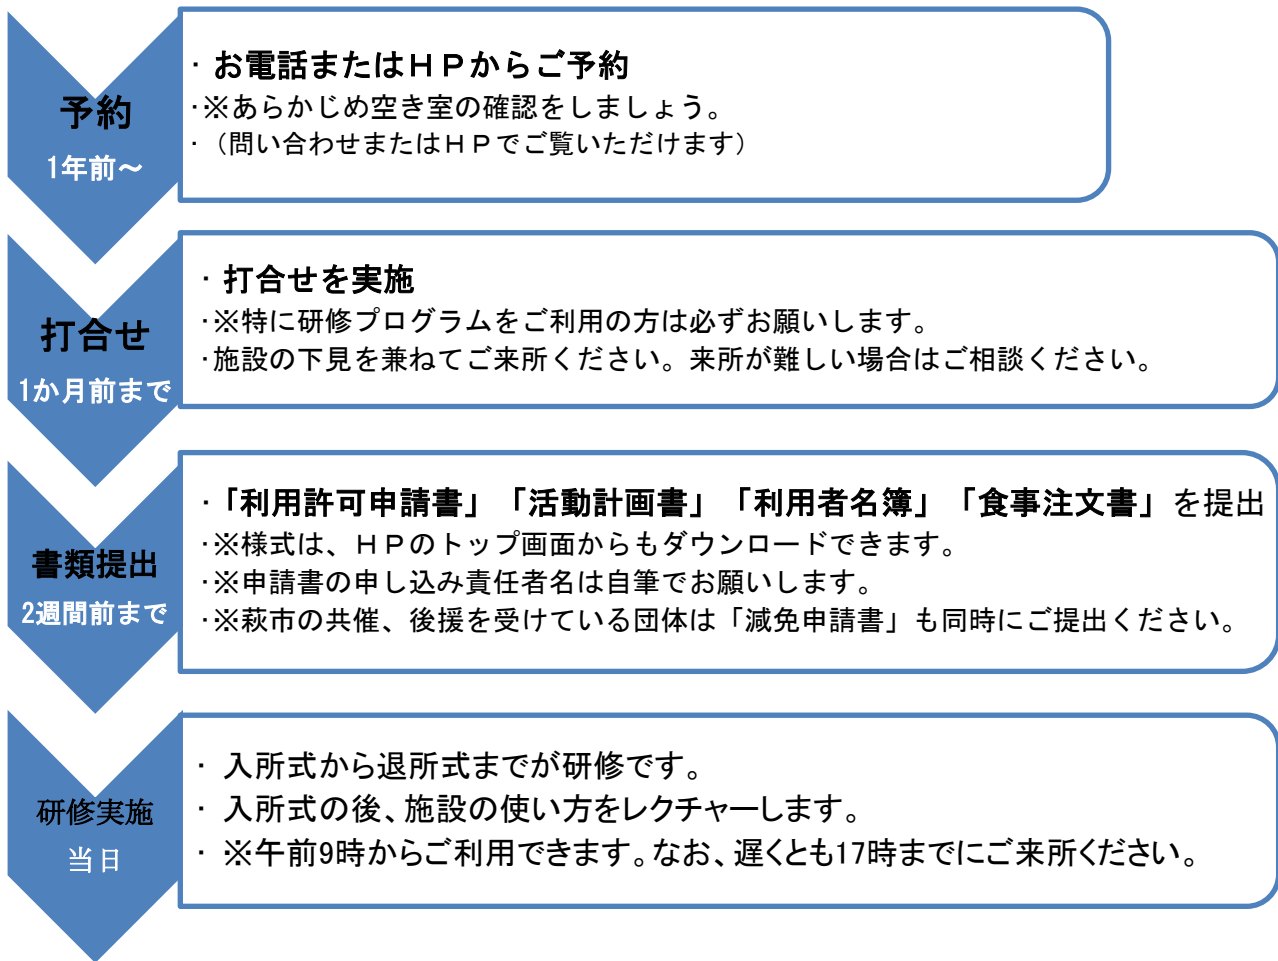 予約
1年前～
・お電話またはＨＰからご予約
・※あらかじめ空き室の確認をしましょう。
・（問い合わせまたはＨＰでご覧いただけます）
打合せ
1か月前まで
・打合せを実施
・※特に研修プログラムをご利用の方は必ずお願いします。
・施設の下見を兼ねてご来所ください。来所が難しい場合はご相談ください。
書類提出
2週間前まで
・「利用許可申請書」「活動計画書」「利用者名簿」「食事注文書」を提出
・※様式は、ＨＰのトップ画面からもダウンロードできます。
・※申請書の申し込み責任者名は自筆でお願いします。
・※萩市の共催、後援を受けている団体は「減免申請書」も同時にご提出ください。
研修実施
当日
・ 入所式から退所式までが研修です。
・ 入所式の後、施設の使い方をレクチャーします。
・ ※午前9時からご利用できます。なお、遅くとも17時までにご来所ください。